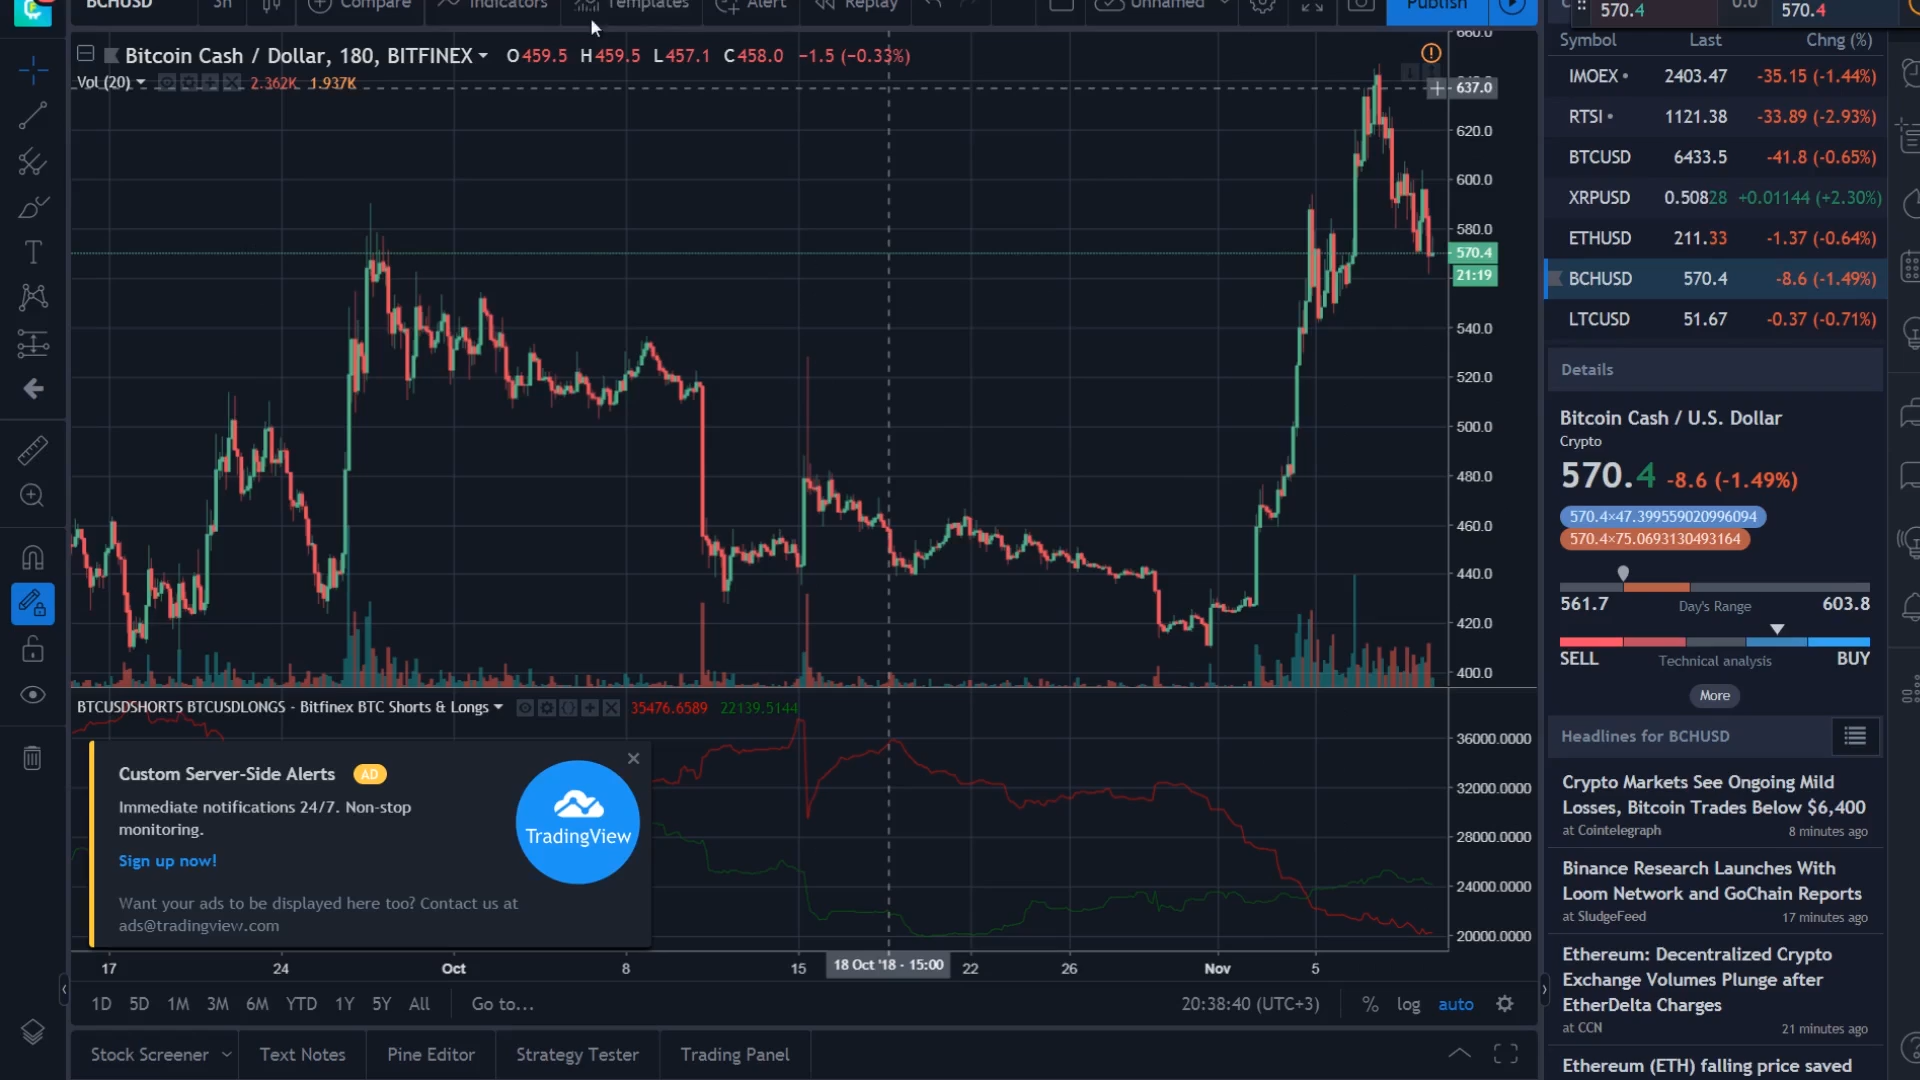 BCHUSD 3h Compare Indicators Templates Alert Replay Unnamed Publish
570.4 0.0 570.4
Bitcoin Cash / Dollar, 180, BITFINEX O459.5 H459.5 L457.1 C458.0 −1.5 (−0.33%)
Vol (20) 2.362K 1.937K
660.0
637.0
620.0
600.0
580.0
570.4
21:19
540.0
520.0
500.0
480.0
460.0
440.0
420.0
400.0
BTCUSDSHORTS BTCUSDLONGS - Bitfinex BTC Shorts & Longs 35476.6589 22139.5144
36000.0000
32000.0000
28000.0000
24000.0000
20000.0000
Custom Server-Side Alerts AD
Immediate notifications 24/7. Non-stop
monitoring.
Sign up now!
Want your ads to be displayed here too? Contact us at
ads@tradingview.com
TradingView
17 24 Oct 8 15 18 Oct '18 - 15:00 22 26 Nov 5
1D 5D 1M 3M 6M YTD 1Y 5Y All Go to... 20:38:40 (UTC+3) % log auto
Stock Screener Text Notes Pine Editor Strategy Tester Trading Panel
Symbol Last Chng (%)
IMOEX 2403.47 -35.15 (-1.44%)
RTSI 1121.38 -33.89 (-2.93%)
BTCUSD 6433.5 -41.8 (-0.65%)
XRPUSD 0.50828 +0.01144 (+2.30%)
ETHUSD 211.33 -1.37 (-0.64%)
BCHUSD 570.4 -8.6 (-1.49%)
LTCUSD 51.67 -0.37 (-0.71%)
Details
Bitcoin Cash / U.S. Dollar
Crypto
570.4 -8.6 (-1.49%)
570.4×47.399559020996094
570.4×75.0693130493164
561.7 Day's Range 603.8
SELL Technical analysis BUY
More
Headlines for BCHUSD
Crypto Markets See Ongoing Mild
Losses, Bitcoin Trades Below $6,400
at Cointelegraph 8 minutes ago
Binance Research Launches With
Loom Network and GoChain Reports
at SludgeFeed 17 minutes ago
Ethereum: Decentralized Crypto
Exchange Volumes Plunge after
EtherDelta Charges
at CCN 21 minutes ago
Ethereum (ETH) falling price saved